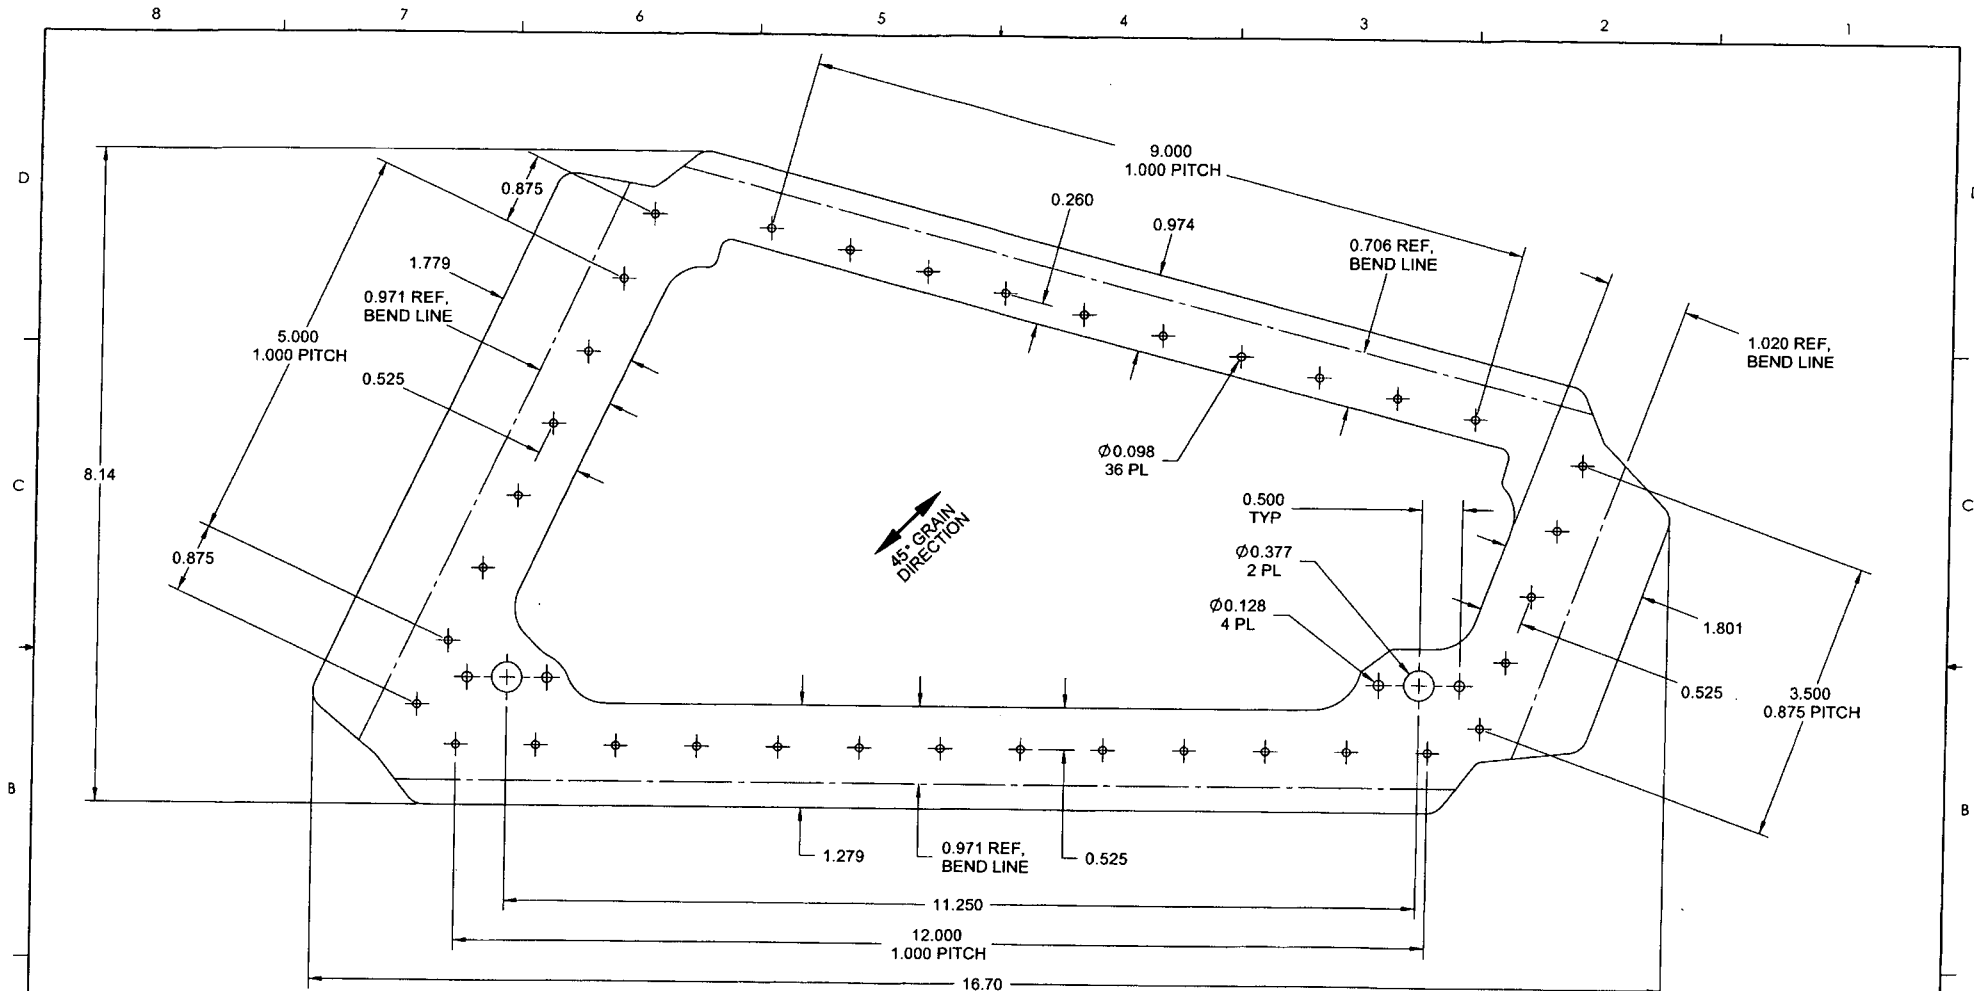 8 7 6 5 4 3 2 1
D
9.000
1.000 PITCH
0.875
0.260
0.974
0.706 REF,
BEND LINE
1.779
0.971 REF,
BEND LINE
1.020 REF,
BEND LINE
5.000
1.000 PITCH
0.525
Ø0.098
36 PL
8.14
C
C
45° GRAIN
DIRECTION
0.500
TYP
0.875
Ø0.377
2 PL
Ø0.128
4 PL
1.801
0.525
3.500
0.875 PITCH
B
B
1.279
0.971 REF,
BEND LINE
0.525
11.250
12.000
1.000 PITCH
16.70